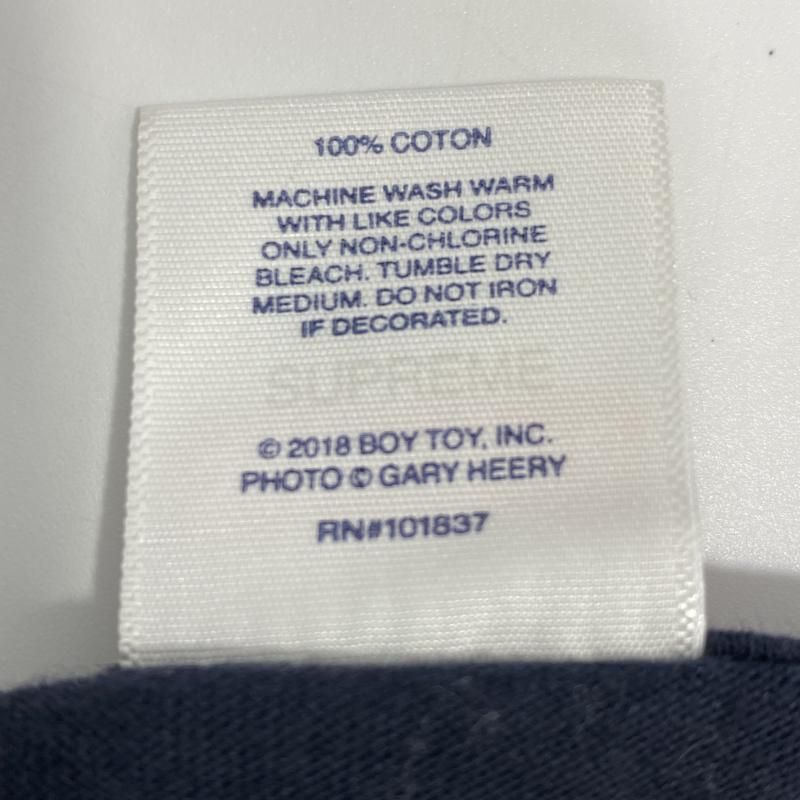 100% COTON
MACHINE WASH WARM
WITH LIKE COLORS
ONLY NON-CHLORINE
BLEACH. TUMBLE DRY
MEDIUM. DO NOT IRON
IF DECORATED.
SUPREME
© 2018 BOY TOY, INC.
PHOTO © GARY HEERY
RN#101837